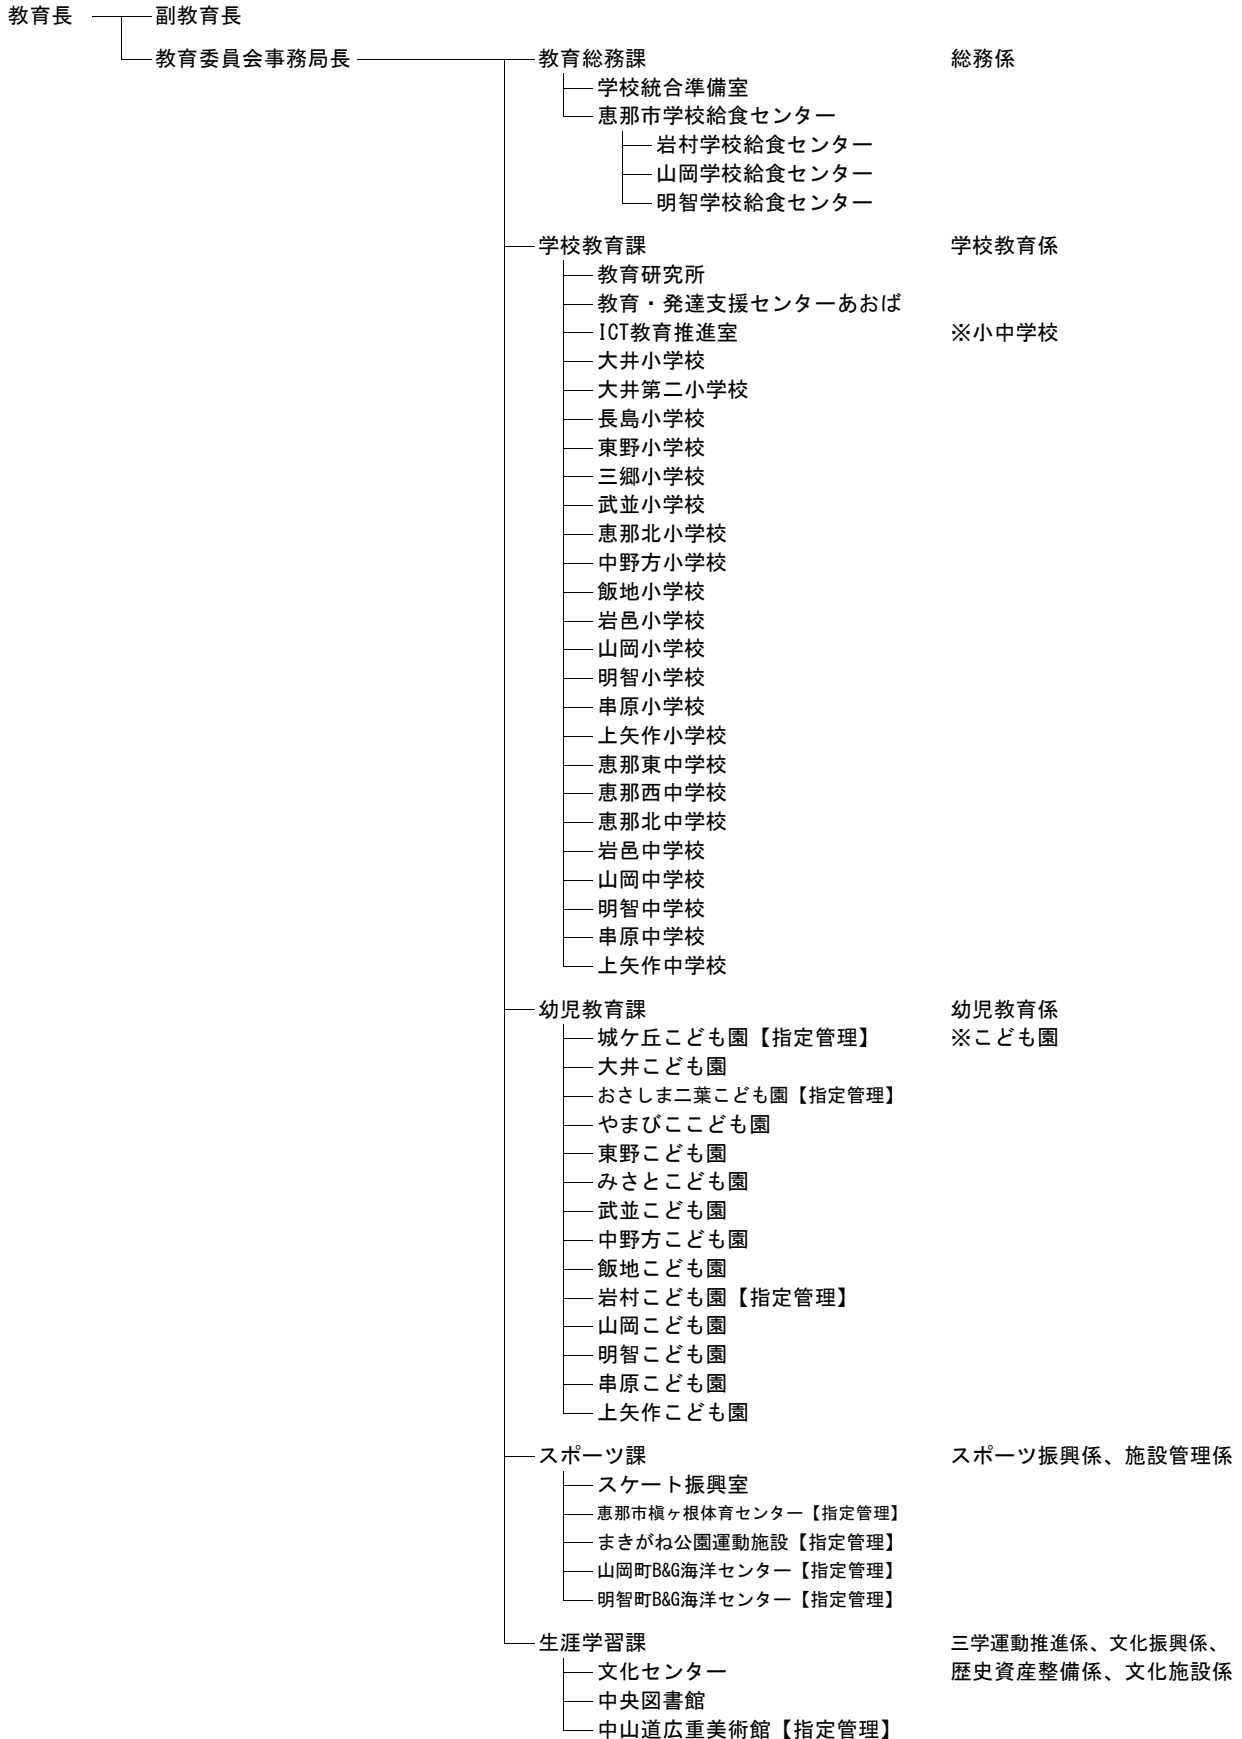 教育長 副教育長
教育委員会事務局長 教育総務課 総務係
学校統合準備室
恵那市学校給食センター
岩村学校給食センター
山岡学校給食センター
明智学校給食センター
学校教育課 学校教育係
教育研究所
教育・発達支援センターあおば
ICT教育推進室 ※小中学校
大井小学校
大井第二小学校
長島小学校
東野小学校
三郷小学校
武並小学校
恵那北小学校
中野方小学校
飯地小学校
岩邑小学校
山岡小学校
明智小学校
串原小学校
上矢作小学校
恵那東中学校
恵那西中学校
恵那北中学校
岩邑中学校
山岡中学校
明智中学校
串原中学校
上矢作中学校
幼児教育課 幼児教育係
城ケ丘こども園【指定管理】 ※こども園
大井こども園
おさしま二葉こども園【指定管理】
やまびここども園
東野こども園
みさとこども園
武並こども園
中野方こども園
飯地こども園
岩村こども園【指定管理】
山岡こども園
明智こども園
串原こども園
上矢作こども園
スポーツ課 スポーツ振興係、施設管理係
スケート振興室
恵那市槇ヶ根体育センター【指定管理】
まきがね公園運動施設【指定管理】
山岡町B&G海洋センター【指定管理】
明智町B&G海洋センター【指定管理】
生涯学習課 三学運動推進係、文化振興係、
文化センター 歴史資産整備係、文化施設係
中央図書館
中山道広重美術館【指定管理】